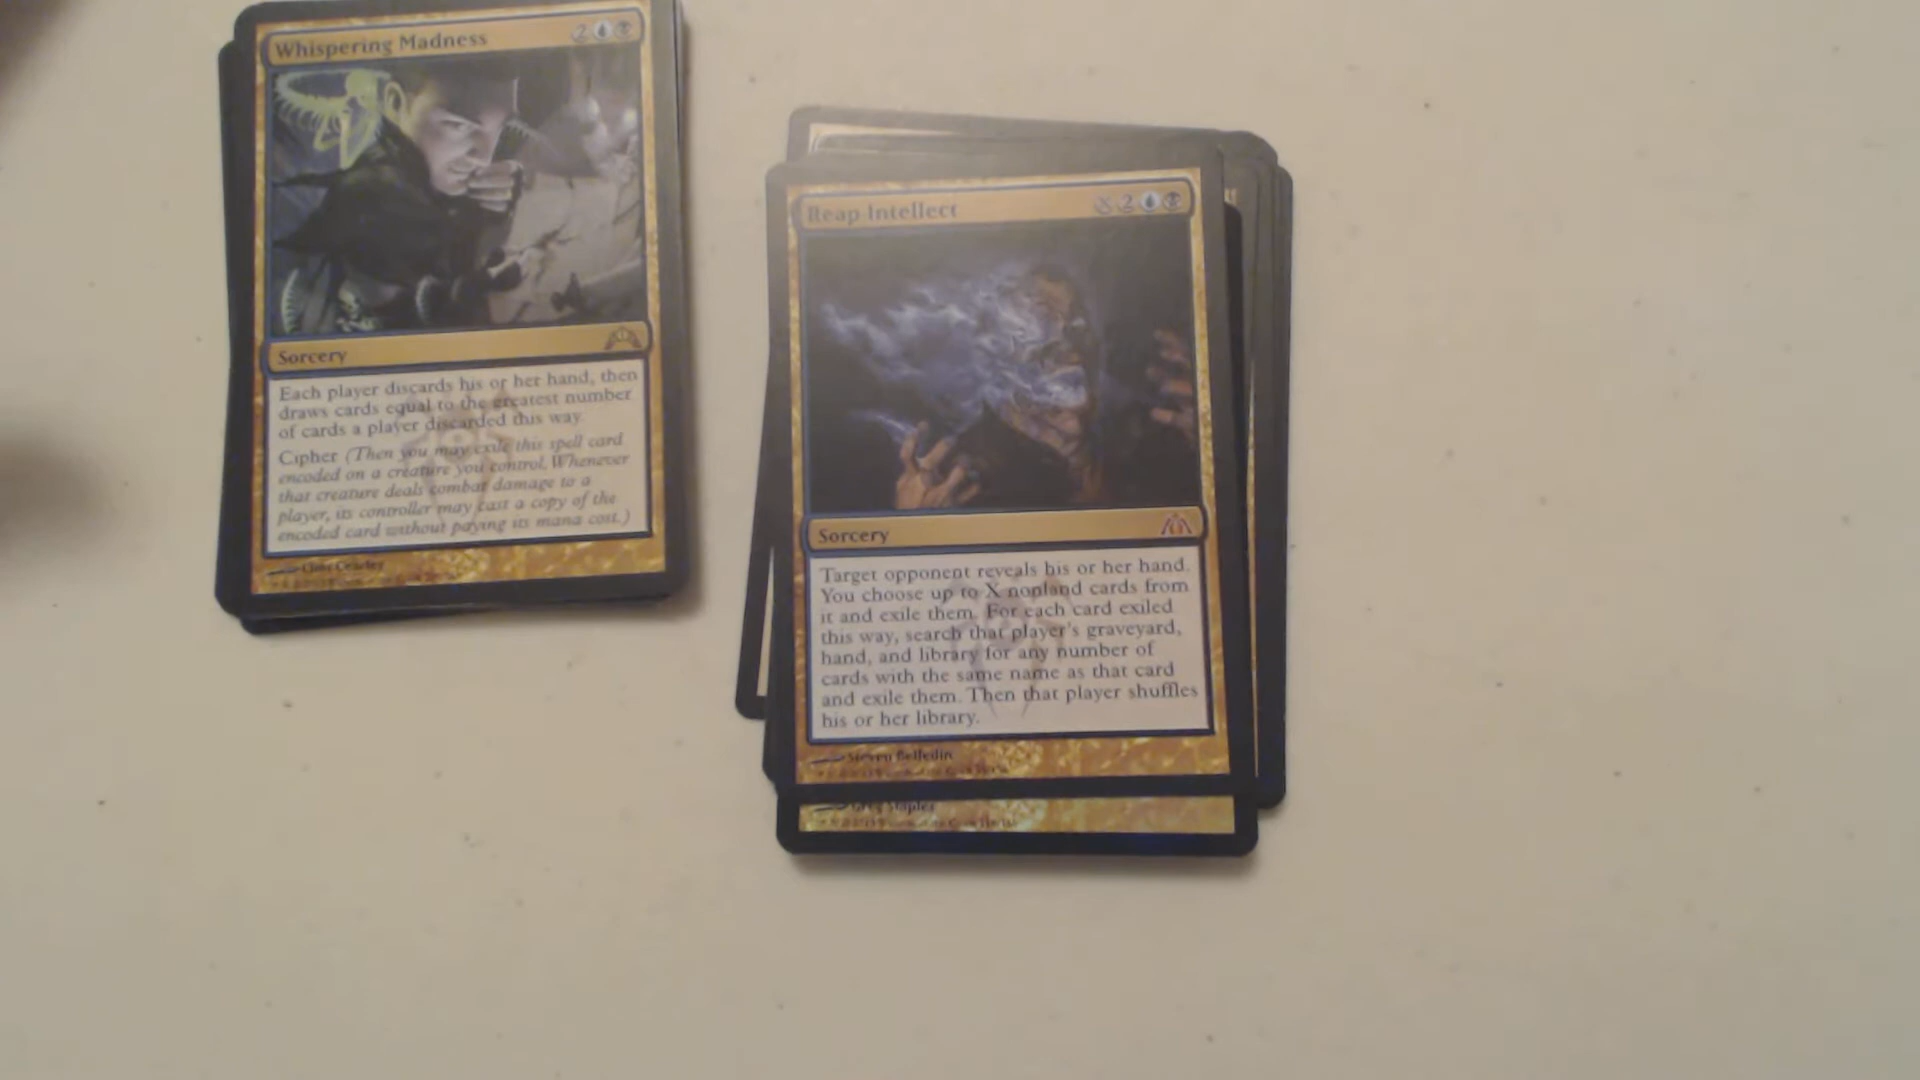 Whispering Madness 2
Sorcery
Each player discards his or her hand, then
draws cards equal to the greatest number
of cards a player discarded this way.
Cipher (Then you may exile this spell card
encoded on a creature you control. Whenever
that creature deals combat damage to a
player, its controller may cast a copy of the
encoded card without paying its mana cost.)
Reap Intellect X 2
Sorcery
Target opponent reveals his or her hand.
You choose up to X nonland cards from
it and exile them. For each card exiled
this way, search that player's graveyard,
hand, and library for any number of
cards with the same name as that card
and exile them. Then that player shuffles
his or her library.
Steven Belledin
Greg Staples